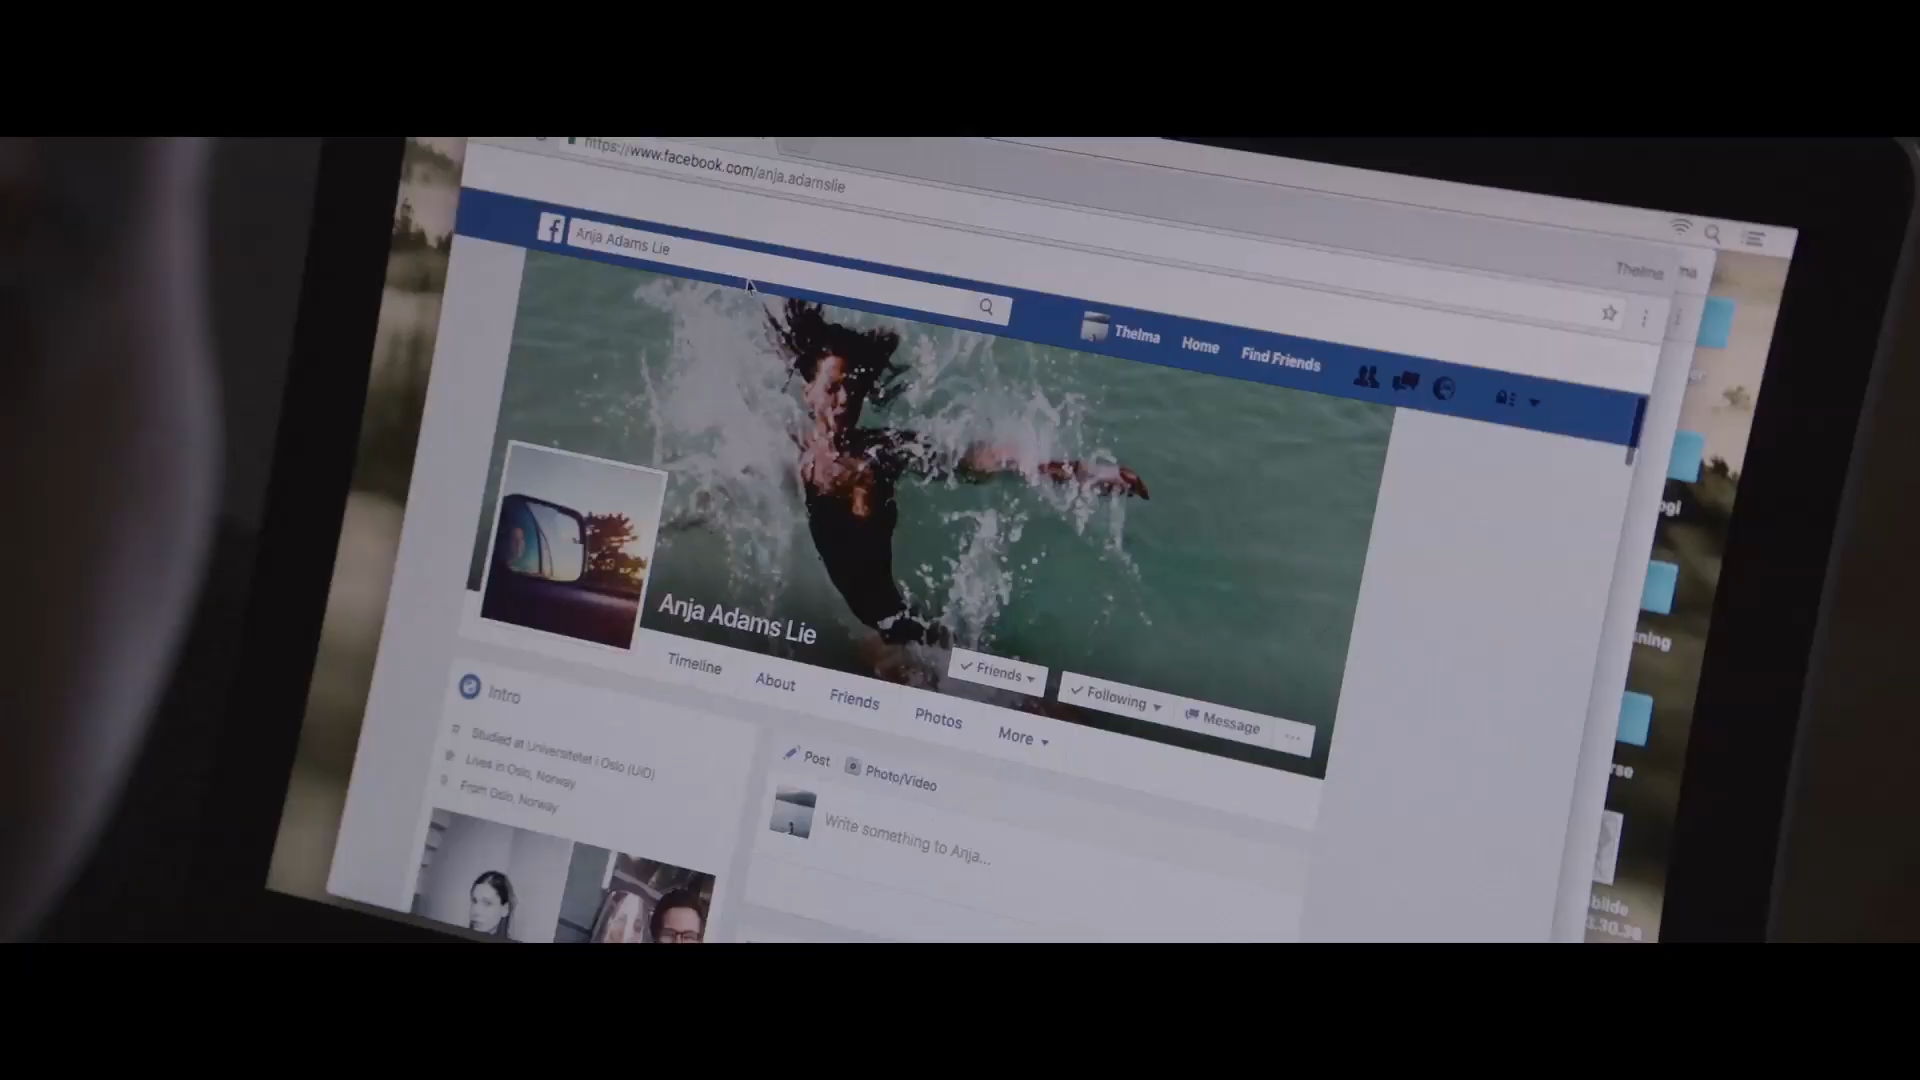 https://www.facebook.com/anja.adamslie
Thelma
Anja Adams Lie
Thelma
Home
Find Friends
Anja Adams Lie
Friends
Following
Message
Timeline
About
Friends
Photos
More
Intro
Studied at Universitetet i Oslo (UiO)
Lives in Oslo, Norway
From Oslo, Norway
Post
Photo/Video
Write something to Anja...